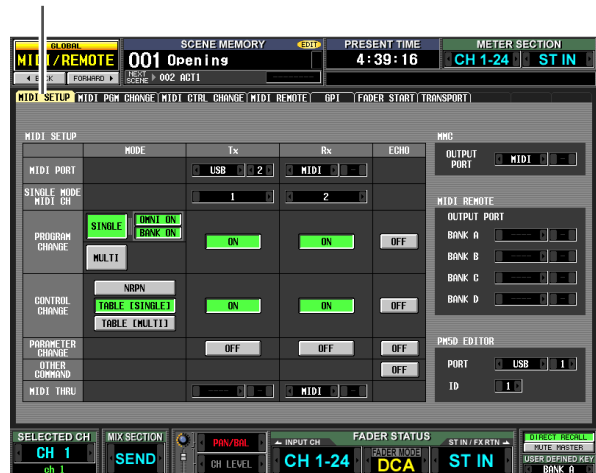 GLOBAL SCENE MEMORY EDIT PRESENT TIME METER SECTION
MIDI/REMOTE 001 Opening 4:39:16 CH 1-24 ST IN
BACK FORWARD NEXT SCENE 002 ACT1
MIDI SETUP MIDI PGM CHANGE MIDI CTRL CHANGE MIDI REMOTE GPI FADER START TRANSPORT
MIDI SETUP
MODE Tx Rx ECHO
MIDI PORT USB 2 MIDI -
SINGLE MODE MIDI CH 1 2
PROGRAM CHANGE SINGLE OMNI ON BANK ON MULTI ON ON OFF
CONTROL CHANGE NRPN TABLE [SINGLE] TABLE [MULTI] ON ON OFF
PARAMETER CHANGE OFF OFF OFF
OTHER COMMAND OFF
MIDI THRU ---- - MIDI -
MMC
OUTPUT PORT MIDI -
MIDI REMOTE
OUTPUT PORT
BANK A ---- -
BANK B ---- -
BANK C ---- -
BANK D ---- -
PM5D EDITOR
PORT USB 1
ID 1
SELECTED CH MIX SECTION FADER STATUS DIRECT RECALL
CH 1 SEND PAN/BAL INPUT CH FADER MODE ST IN / FX RTN MUTE MASTER
ch 1 CH LEVEL CH 1-24 DCA ST IN USER DEFINED KEY
BANK A